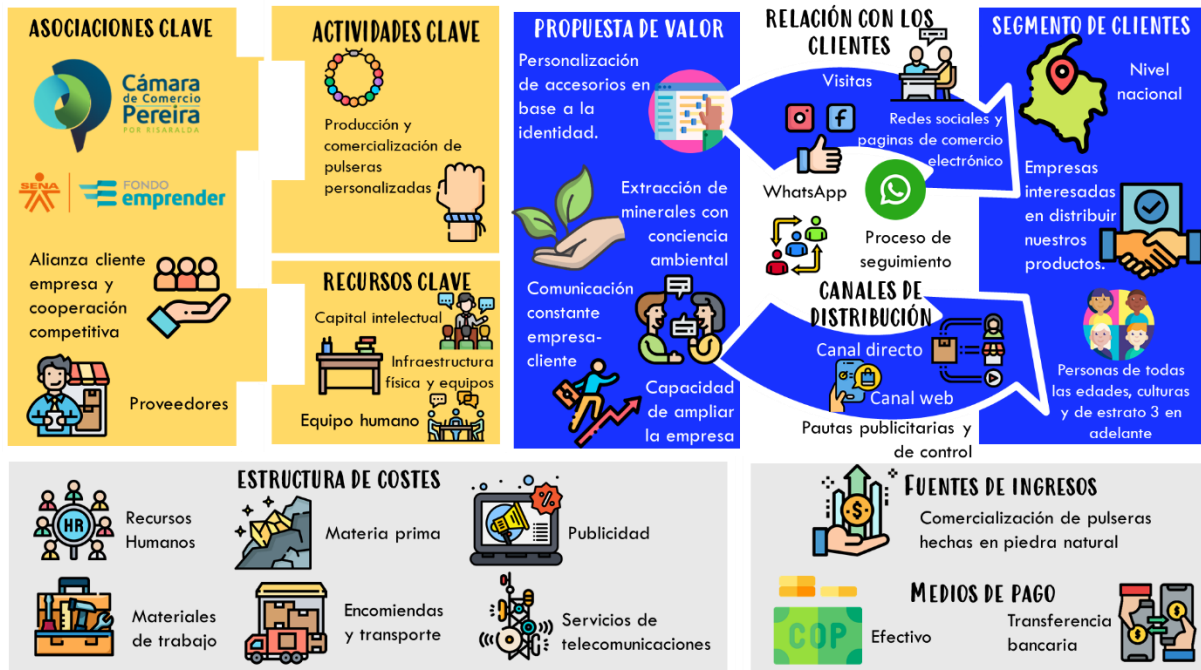 ASOCIACIONES CLAVE
Cámara
de Comercio
Pereira
POR RISARALDA
SENA
FONDO
emprender
Alianza cliente
empresa y
cooperación
competitiva
Proveedores
ACTIVIDADES CLAVE
Producción y
comercialización de
pulseras
personalizadas
RECURSOS CLAVE
Capital intelectual
Infraestructura
física y equipos
Equipo humano
PROPUESTA DE VALOR
Personalización
de accesorios en
base a la
identidad.
Extracción de
minerales con
conciencia
ambiental
Comunicación
constante
empresa-
cliente
Capacidad
de ampliar
la empresa
RELACIÓN CON LOS
CLIENTES
Visitas
Redes sociales y
paginas de comercio
electrónico
WhatsApp
Proceso de
seguimiento
CANALES DE
DISTRIBUCIÓN
Canal directo
Canal web
Pautas publicitarias y
de control
SEGMENTO DE CLIENTES
Nivel
nacional
Empresas
interesadas
en distribuir
nuestros
productos.
Personas de todas
las edades, culturas
y de estrato 3 en
adelante
ESTRUCTURA DE COSTES
HR
Recursos
Humanos
Materia prima
%
Publicidad
Materiales
de trabajo
Encomiendas
y transporte
Servicios de
telecomunicaciones
$
FUENTES DE INGRESOS
Comercialización de pulseras
hechas en piedra natural
MEDIOS DE PAGO
COP
Efectivo
Transferencia
bancaria
$
$